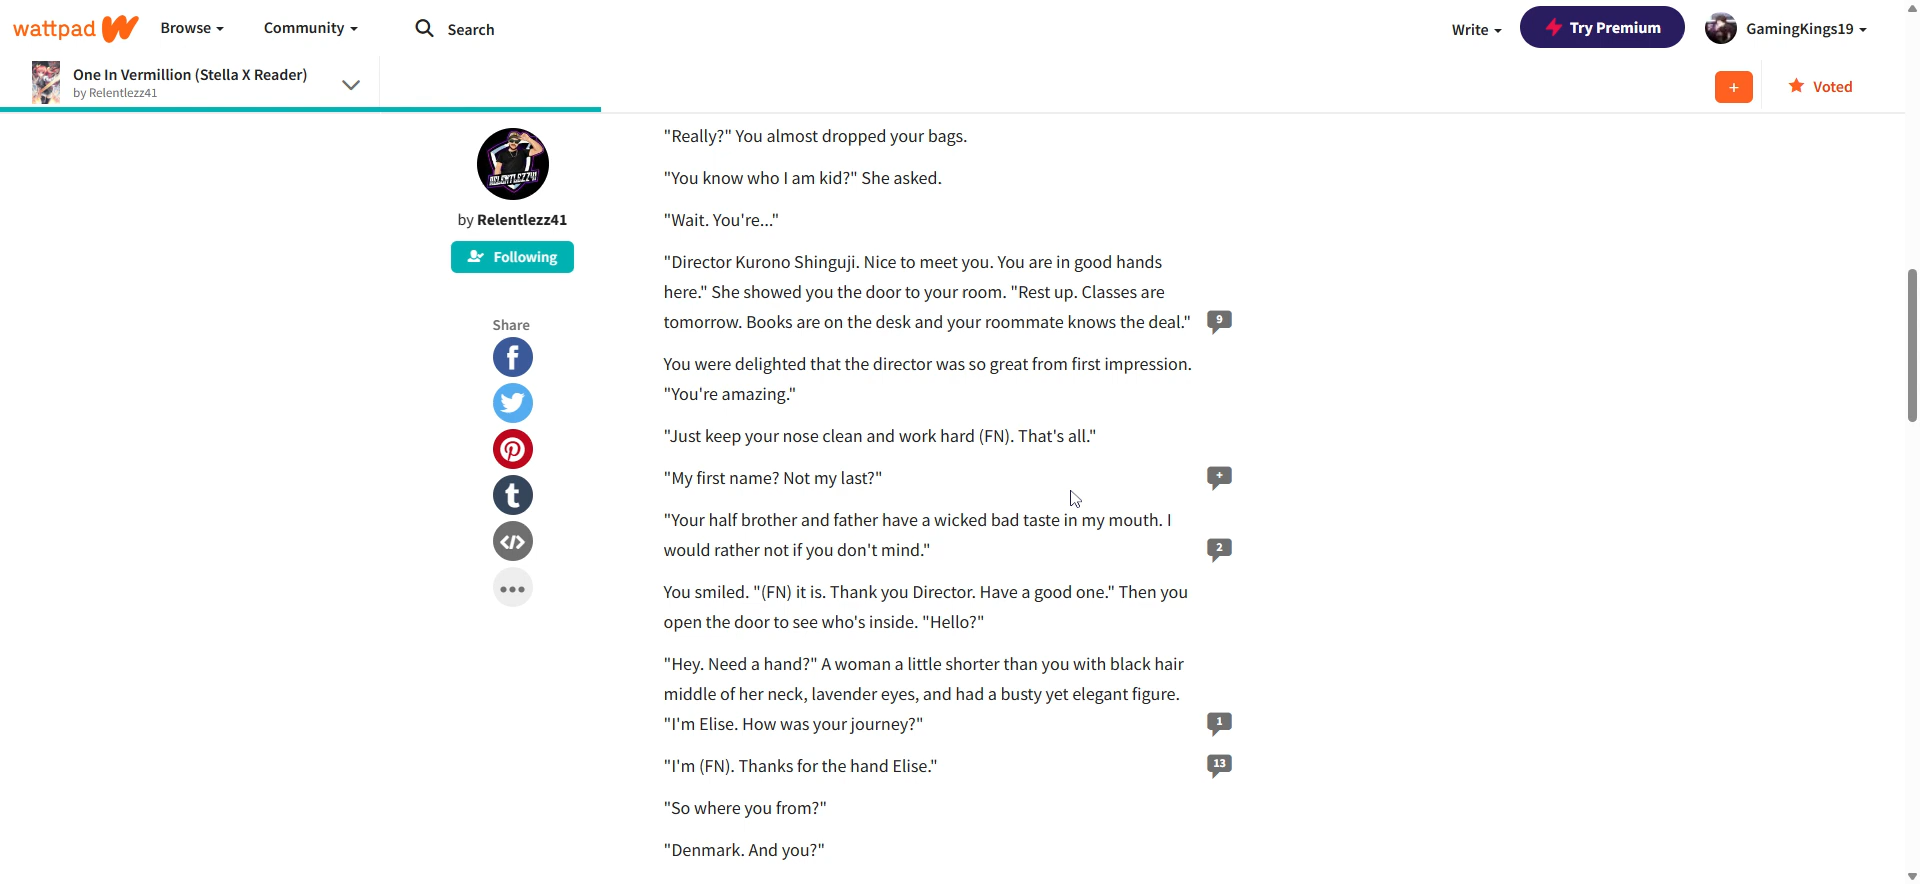 wattpad
Browse
Community
Search
Write
Try Premium
GamingKings19
One In Vermillion (Stella X Reader)
by Relentlezz41
+
Voted
RELENTLEZZ41
by Relentlezz41
Following
Share
"Really?" You almost dropped your bags.
"You know who I am kid?" She asked.
"Wait. You're..."
"Director Kurono Shinguji. Nice to meet you. You are in good hands
here." She showed you the door to your room. "Rest up. Classes are
tomorrow. Books are on the desk and your roommate knows the deal."
9
You were delighted that the director was so great from first impression.
"You're amazing."
"Just keep your nose clean and work hard (FN). That's all."
"My first name? Not my last?"
+
"Your half brother and father have a wicked bad taste in my mouth. I
would rather not if you don't mind."
2
You smiled. "(FN) it is. Thank you Director. Have a good one." Then you
open the door to see who's inside. "Hello?"
"Hey. Need a hand?" A woman a little shorter than you with black hair
middle of her neck, lavender eyes, and had a busty yet elegant figure.
"I'm Elise. How was your journey?"
1
"I'm (FN). Thanks for the hand Elise."
13
"So where you from?"
"Denmark. And you?"